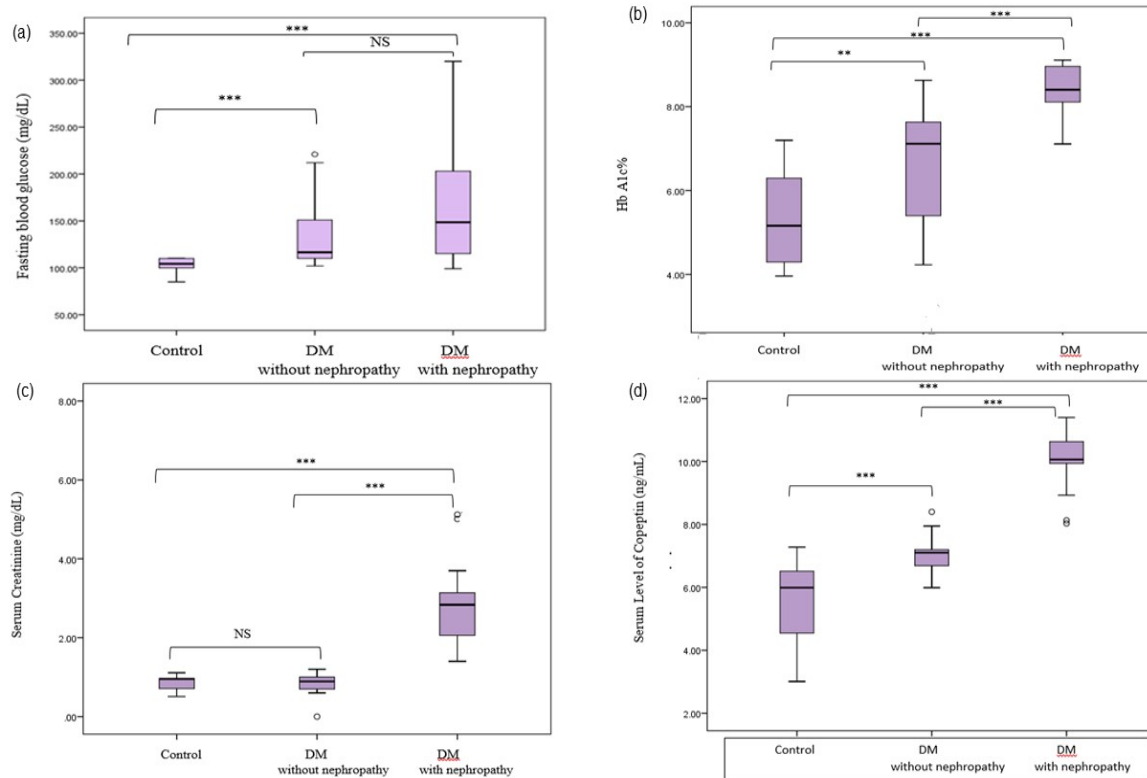 (a)
Fasting blood glucose (mg/dL)
350.00
300.00
250.00
200.00
150.00
100.00
50.00
***
NS
***
Control
DM
without nephropathy
DM
with nephropathy
(b)
Hb A1c%
10.00
8.00
6.00
4.00
***
***
**
Control
DM
without nephropathy
DM
with nephropathy
(c)
Serum Creatinine (mg/dL)
8.00
6.00
4.00
2.00
.00
***
***
NS
Control
DM
without nephropathy
DM
with nephropathy
(d)
Serum Level of Copeptin (ng/mL)
12.00
10.00
8.00
6.00
4.00
2.00
***
***
***
Control
DM
without nephropathy
DM
with nephropathy